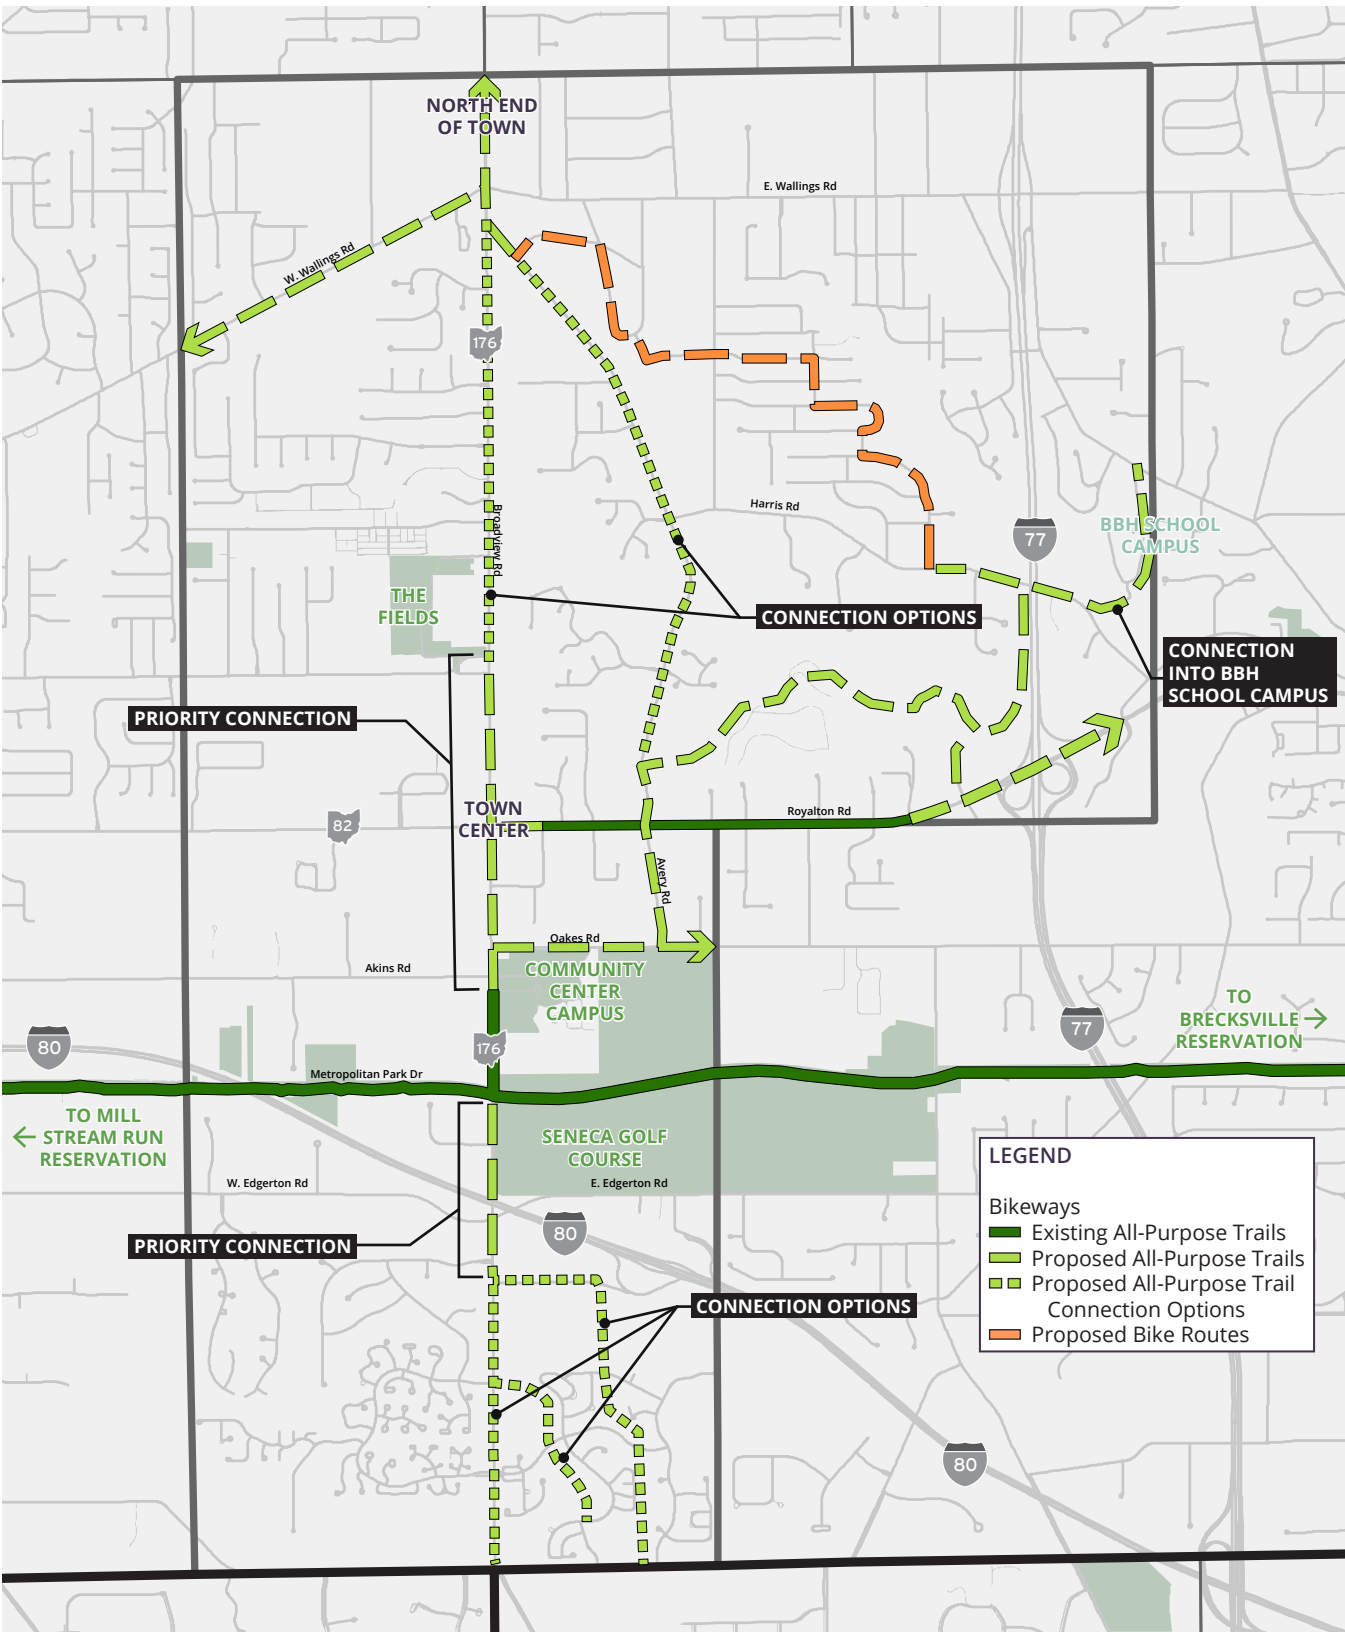 NORTH END
OF TOWN
E. Wallings Rd
W. Wallings Rd
176
Broadview Rd
Harris Rd
77
BBH SCHOOL
CAMPUS
THE
FIELDS
CONNECTION OPTIONS
CONNECTION
INTO BBH
SCHOOL CAMPUS
PRIORITY CONNECTION
TOWN
CENTER
82
Royalton Rd
Avery Rd
Oakes Rd
Akins Rd
COMMUNITY
CENTER
CAMPUS
TO
BRECKSVILLE
RESERVATION
80
176
77
Metropolitan Park Dr
TO MILL
STREAM RUN
RESERVATION
SENECA GOLF
COURSE
W. Edgerton Rd
E. Edgerton Rd
80
PRIORITY CONNECTION
CONNECTION OPTIONS
80
LEGEND
Bikeways
Existing All-Purpose Trails
Proposed All-Purpose Trails
Proposed All-Purpose Trail
Connection Options
Proposed Bike Routes